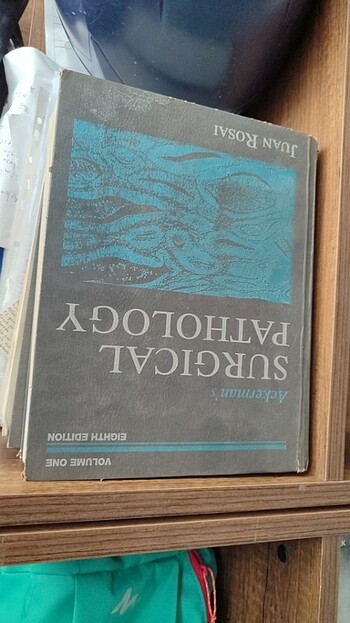 VOLUME ONE
EIGHTH EDITION
Ackerman's
SURGICAL
PATHOLOGY
JUAN ROSAI